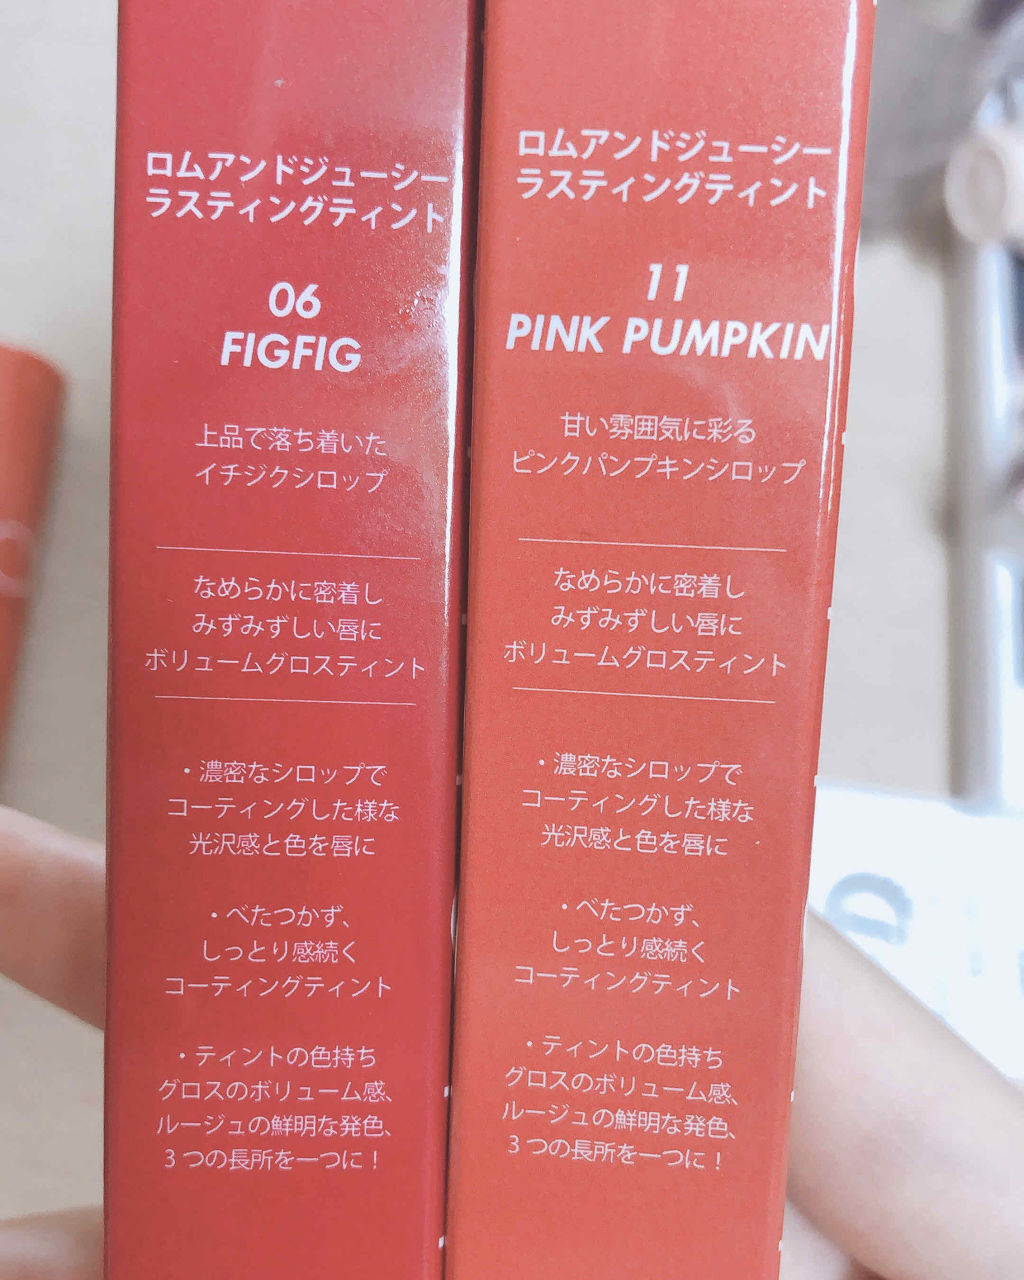 ロムアンドジューシー
ラスティングティント
06
FIGFIG
上品で落ち着いた
イチジクシロップ
なめらかに密着し
みずみずしい唇に
ボリュームグロスティント
・濃密なシロップで
コーティングした様な
光沢感と色を唇に
・べたつかず、
しっとり感続く
コーティングティント
・ティントの色持ち
グロスのボリューム感、
ルージュの鮮明な発色、
3つの長所を一つに！
ロムアンドジューシー
ラスティングティント
11
PINK PUMPKIN
甘い雰囲気に彩る
ピンクパンプキンシロップ
なめらかに密着し
みずみずしい唇に
ボリュームグロスティント
・濃密なシロップで
コーティングした様な
光沢感と色を唇に
・べたつかず、
しっとり感続く
コーティングティント
・ティントの色持ち
グロスのボリューム感、
ルージュの鮮明な発色、
3つの長所を一つに！